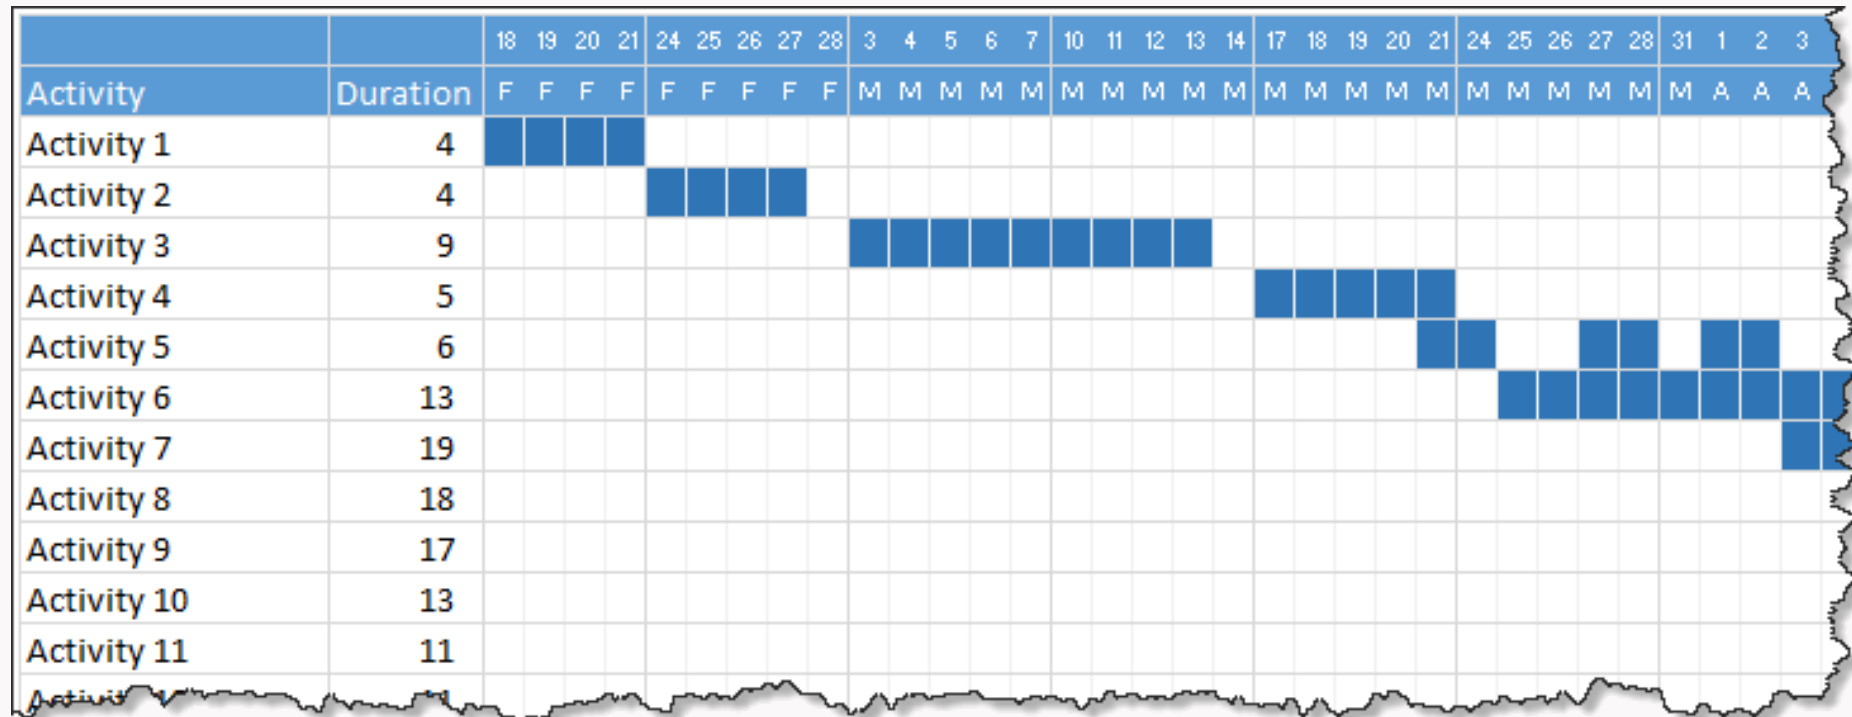 18 19 20 21 24 25 26 27 28 3 4 5 6 7 10 11 12 13 14 17 18 19 20 21 24 25 26 27 28 31 1 2 3
Activity Duration F F F F F F F F F M M M M M M M M M M M M M M M M M M M M M A A A
Activity 1 4
Activity 2 4
Activity 3 9
Activity 4 5
Activity 5 6
Activity 6 13
Activity 7 19
Activity 8 18
Activity 9 17
Activity 10 13
Activity 11 11